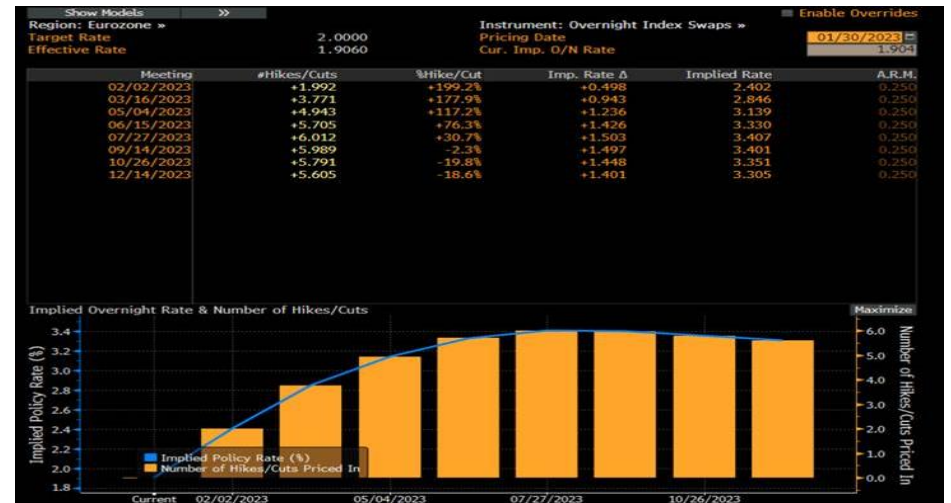 Show Models >>
Enable Overrides
Region: Eurozone » Instrument: Overnight Index Swaps »
Target Rate 2.0000 Pricing Date 01/30/2023
Effective Rate 1.9060 Cur. Imp. O/N Rate 1.904
Meeting #Hikes/Cuts %Hike/Cut Imp. Rate Δ Implied Rate A.R.M.
02/02/2023 +1.992 +199.2% +0.498 2.402 0.250
03/16/2023 +3.771 +177.9% +0.943 2.846 0.250
05/04/2023 +4.943 +117.2% +1.236 3.139 0.250
06/15/2023 +5.705 +76.3% +1.426 3.330 0.250
07/27/2023 +6.012 +30.7% +1.503 3.407 0.250
09/14/2023 +5.989 -2.3% +1.497 3.401 0.250
10/26/2023 +5.791 -19.8% +1.448 3.351 0.250
12/14/2023 +5.605 -18.6% +1.401 3.305 0.250
Implied Overnight Rate & Number of Hikes/Cuts Maximize
Implied Policy Rate (%)
3.4
3.2
3.0
2.8
2.6
2.4
2.2
2.0
1.8
Implied Policy Rate (%)
Number of Hikes/Cuts Priced In
6.0
5.0
4.0
3.0
2.0
1.0
0.0
Number of Hikes/Cuts Priced In
Current 02/02/2023 05/04/2023 07/27/2023 10/26/2023